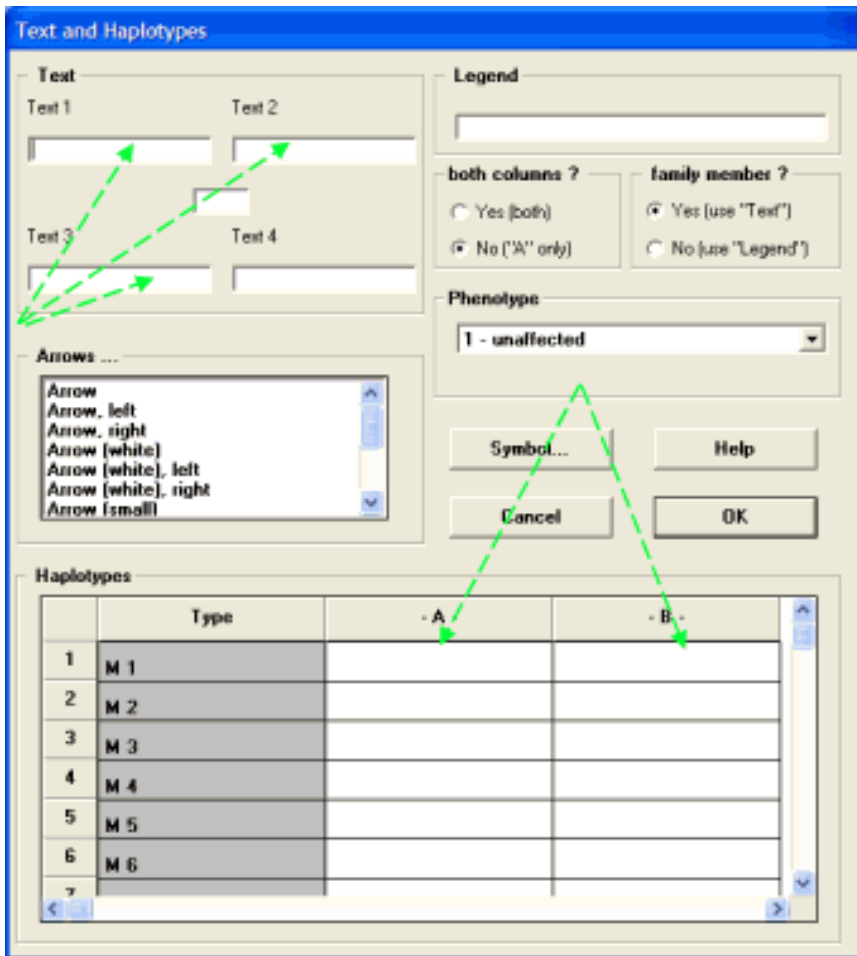 Text and Haplotypes
Text
Text 1
Text 2
Text 3
Text 4
Legend
both columns ?
Yes (both)
No ("A" only)
family member ?
Yes (use "Text")
No (use "Legend")
Phenotype
1 - unaffected
Arrows ...
Arrow
Arrow, left
Arrow, right
Arrow (white)
Arrow (white), left
Arrow (white), right
Arrow (small)
Symbol...
Help
Cancel
OK
Haplotypes
Type - A - B -
1 M 1
2 M 2
3 M 3
4 M 4
5 M 5
6 M 6
7